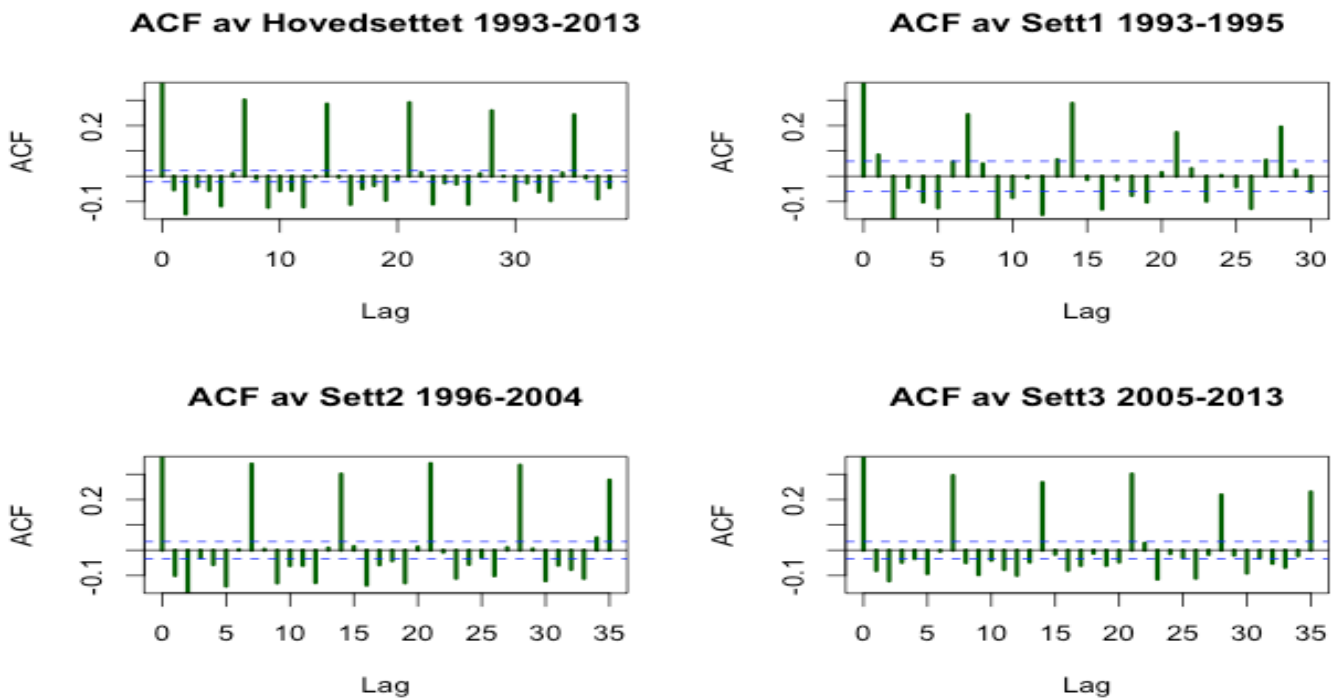 ACF av Hovedsettet 1993-2013
ACF
0.2
-0.1
0 10 20 30
Lag
ACF av Sett1 1993-1995
ACF
0.2
-0.1
0 5 10 15 20 25 30
Lag
ACF av Sett2 1996-2004
ACF
0.2
-0.1
0 5 10 15 20 25 30 35
Lag
ACF av Sett3 2005-2013
ACF
0.2
-0.1
0 5 10 15 20 25 30 35
Lag